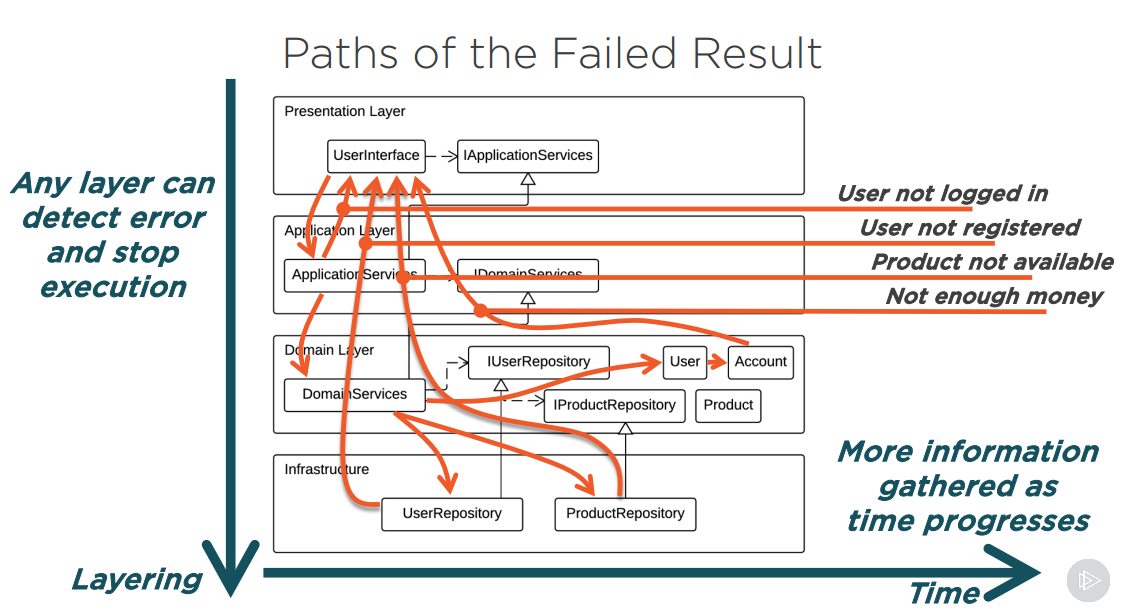 Paths of the Failed Result
Presentation Layer
UserInterface
IApplicationServices
Any layer can
detect error
and stop
execution
User not logged in
User not registered
Product not available
Not enough money
Application Layer
ApplicationServices
IDomainServices
Domain Layer
IUserRepository
User
Account
DomainServices
IProductRepository
Product
More information
gathered as
time progresses
Infrastructure
UserRepository
ProductRepository
Layering
Time